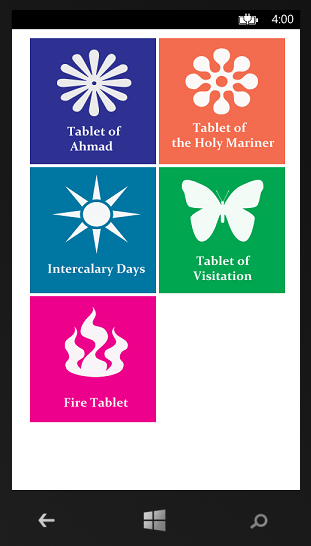 4:00
Tablet of
Ahmad
Tablet of
the Holy Mariner
Intercalary Days
Tablet of
Visitation
Fire Tablet